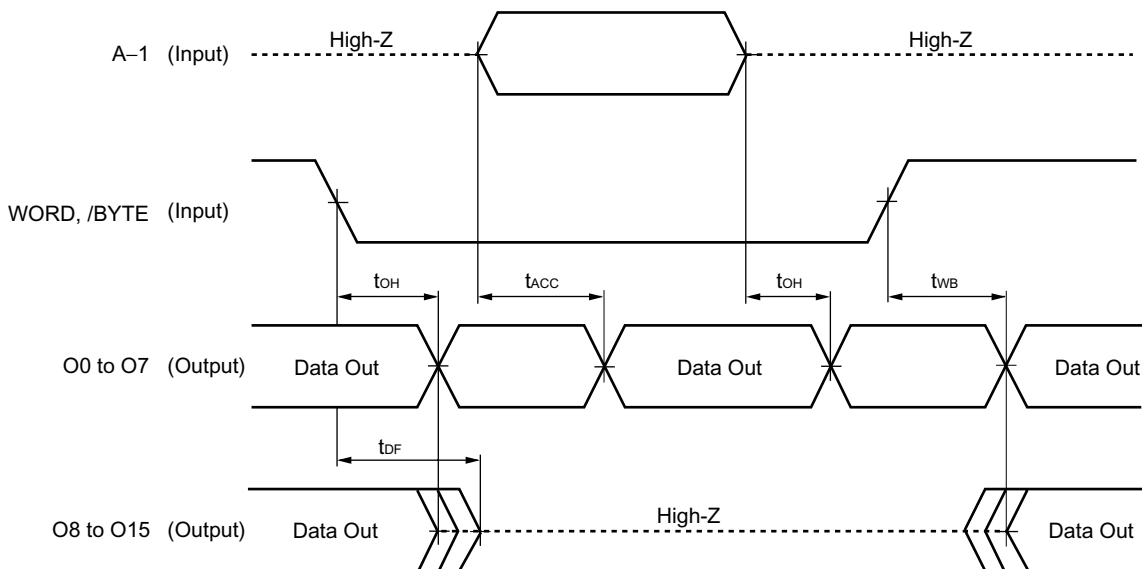 A–1 (Input) High-Z High-Z
WORD, /BYTE (Input)
tOH tACC tOH tWB
O0 to O7 (Output) Data Out Data Out Data Out
tDF
O8 to O15 (Output) Data Out High-Z Data Out